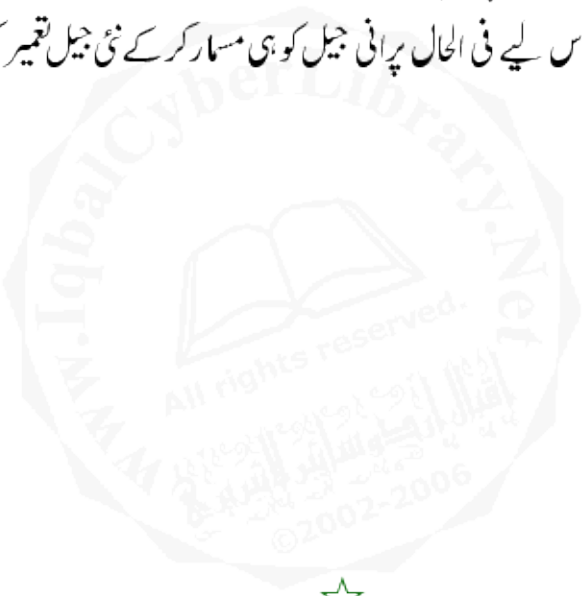 س لیے فی الحال پرانی جیل کو ہی مسمار کر کے نئی جیل تعمیر
www.IqbalCyberLibrary.Net
All rights reserved.
©2002-2006